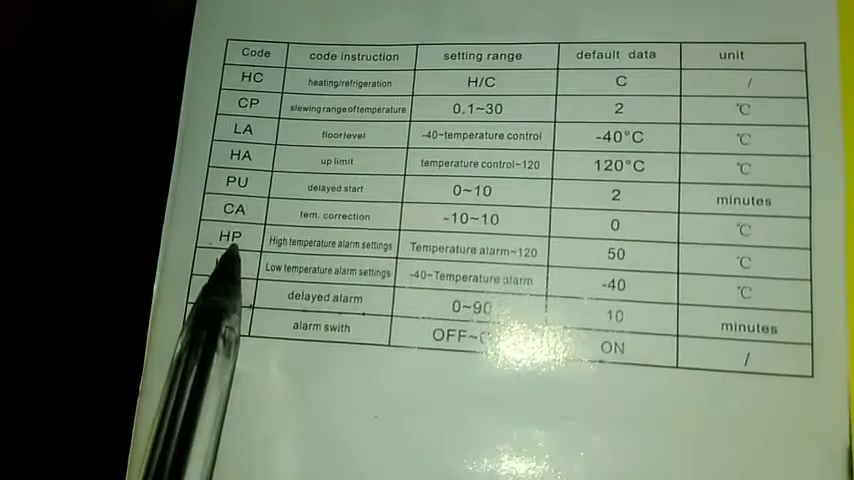 Code code instruction setting range default data unit
HC heating/refrigeration H/C C /
CP slewing range of temperature 0.1~30 2 ℃
LA floor level -40~temperature control -40°C ℃
HA up limit temperature control~120 120°C ℃
PU delayed start 0~10 2 minutes
CA tem. correction -10~10 0 ℃
HP High temperature alarm settings Temperature alarm~120 50 ℃
Low temperature alarm settings -40~Temperature alarm -40 ℃
delayed alarm 0~90 10 minutes
alarm swith ON /